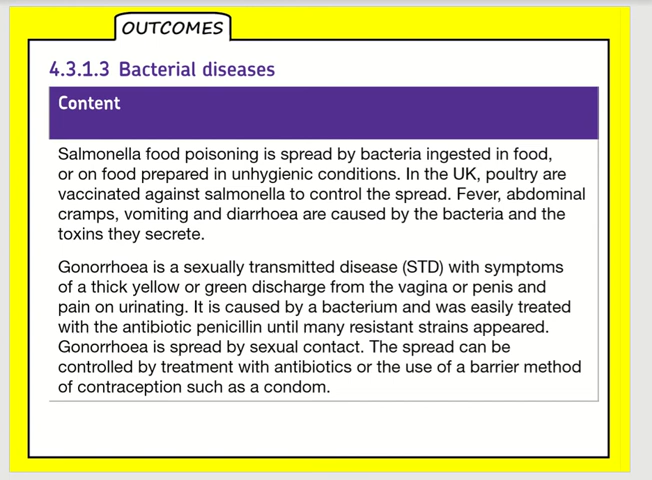 OUTCOMES
4.3.1.3 Bacterial diseases
Content
Salmonella food poisoning is spread by bacteria ingested in food,
or on food prepared in unhygienic conditions. In the UK, poultry are
vaccinated against salmonella to control the spread. Fever, abdominal
cramps, vomiting and diarrhoea are caused by the bacteria and the
toxins they secrete.
Gonorrhoea is a sexually transmitted disease (STD) with symptoms
of a thick yellow or green discharge from the vagina or penis and
pain on urinating. It is caused by a bacterium and was easily treated
with the antibiotic penicillin until many resistant strains appeared.
Gonorrhoea is spread by sexual contact. The spread can be
controlled by treatment with antibiotics or the use of a barrier method
of contraception such as a condom.